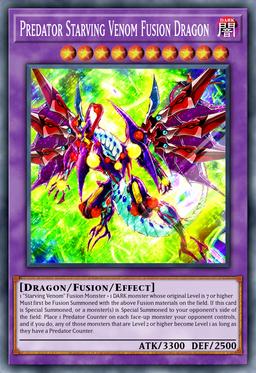 PREDATOR STARVING VENOM FUSION DRAGON
DARK
闇
[DRAGON/FUSION/EFFECT]
1 "Starving Venom" Fusion Monster + 1 DARK monster whose original Level is 7 or higher
Must first be Fusion Summoned with the above Fusion materials on the field. If this card
is Special Summoned, or a monster(s) is Special Summoned to your opponent's side of
the field: Place 1 Predator Counter on each face-up monster your opponent controls,
and if you do, any of those monsters that are Level 2 or higher become Level 1 as long as
they have a Predator Counter.
ATK/3300 DEF/2500